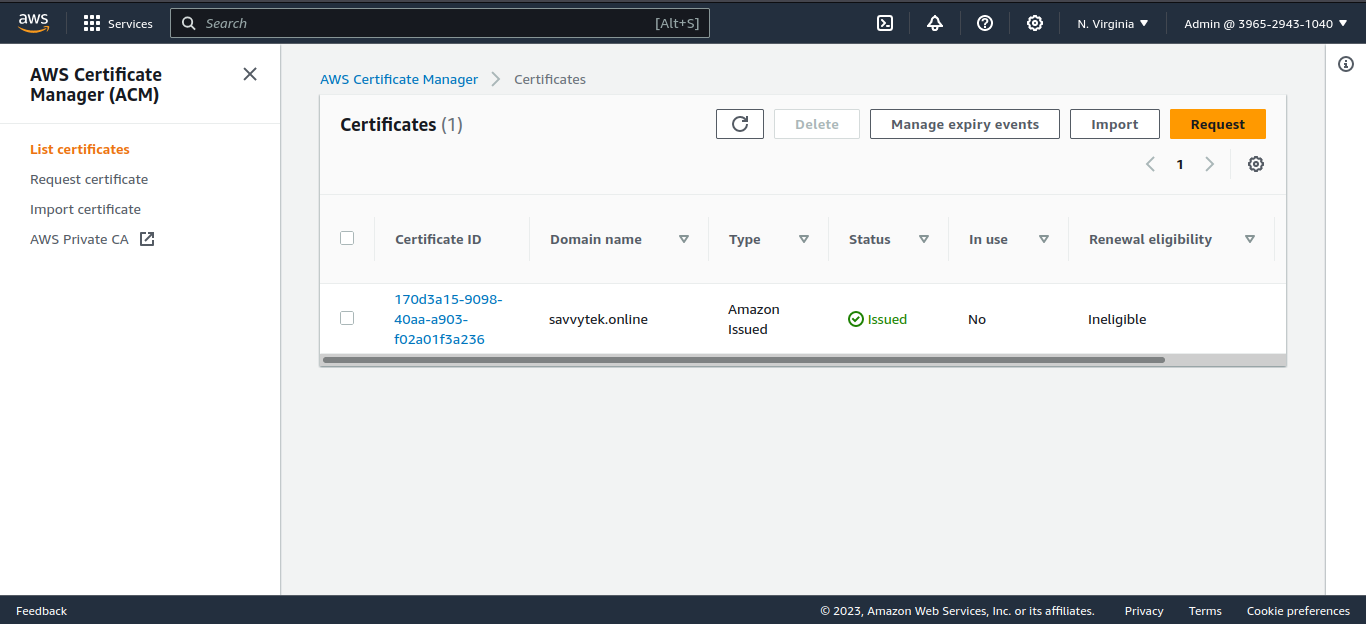 aws
Services
Search
[Alt+S]
N. Virginia
Admin @ 3965-2943-1040
AWS Certificate
Manager (ACM)
List certificates
Request certificate
Import certificate
AWS Private CA
AWS Certificate Manager
Certificates
Certificates (1)
Delete
Manage expiry events
Import
Request
1
Certificate ID
Domain name
Type
Status
In use
Renewal eligibility
170d3a15-9098-
40aa-a903-
f02a01f3a236
savvytek.online
Amazon
Issued
Issued
No
Ineligible
Feedback
© 2023, Amazon Web Services, Inc. or its affiliates.
Privacy
Terms
Cookie preferences